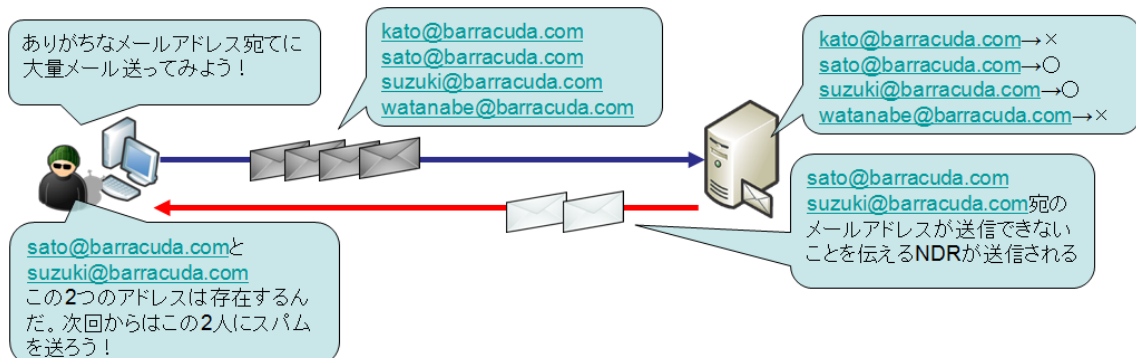 ありがちなメールアドレス宛てに
大量メール送ってみよう！
kato@barracuda.com
sato@barracuda.com
suzuki@barracuda.com
watanabe@barracuda.com
kato@barracuda.com→×
sato@barracuda.com→○
suzuki@barracuda.com→○
watanabe@barracuda.com→×
sato@barracuda.com
suzuki@barracuda.com宛の
メールアドレスが送信できない
ことを伝えるNDRが送信される
sato@barracuda.comと
suzuki@barracuda.com
この2つのアドレスは存在するん
だ。次回からはこの2人にスパム
を送ろう！